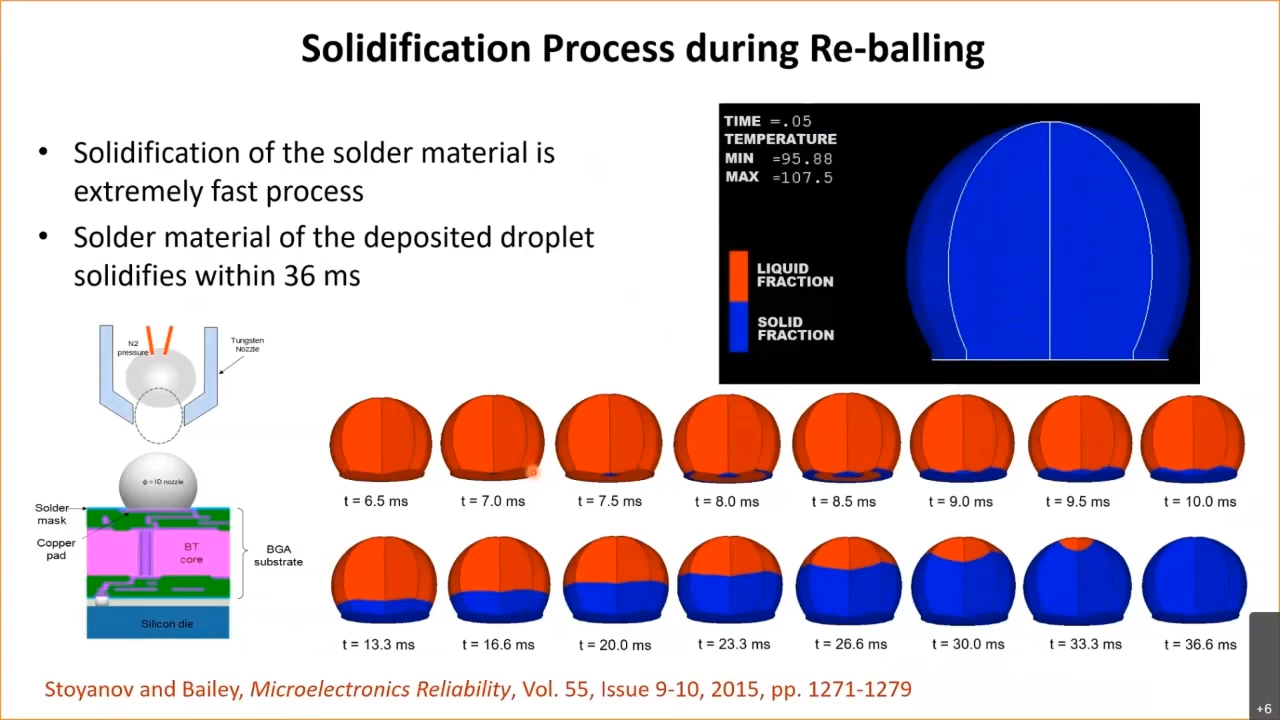 Solidification Process during Re-balling
• Solidification of the solder material is
extremely fast process
• Solder material of the deposited droplet
solidifies within 36 ms
TIME =.05
TEMPERATURE
MIN =95.88
MAX =107.5
LIQUID
FRACTION
SOLID
FRACTION
N2
pressure
Tungsten
Nozzle
ϕ = ID nozzle
Solder
mask
Copper
pad
BT
core
BGA
substrate
Silicon die
t = 6.5 ms t = 7.0 ms t = 7.5 ms t = 8.0 ms t = 8.5 ms t = 9.0 ms t = 9.5 ms t = 10.0 ms
t = 13.3 ms t = 16.6 ms t = 20.0 ms t = 23.3 ms t = 26.6 ms t = 30.0 ms t = 33.3 ms t = 36.6 ms
Stoyanov and Bailey, Microelectronics Reliability, Vol. 55, Issue 9-10, 2015, pp. 1271-1279
+6